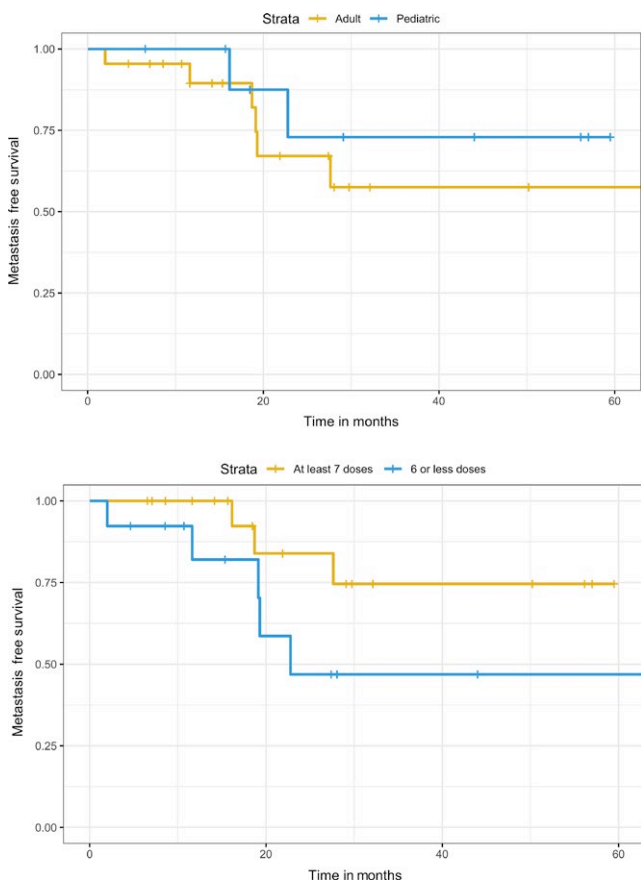 Strata Adult Pediatric
Metastasis free survival
1.00
0.75
0.50
0.25
0.00
0 20 40 60
Time in months
Strata At least 7 doses 6 or less doses
Metastasis free survival
1.00
0.75
0.50
0.25
0.00
0 20 40 60
Time in months